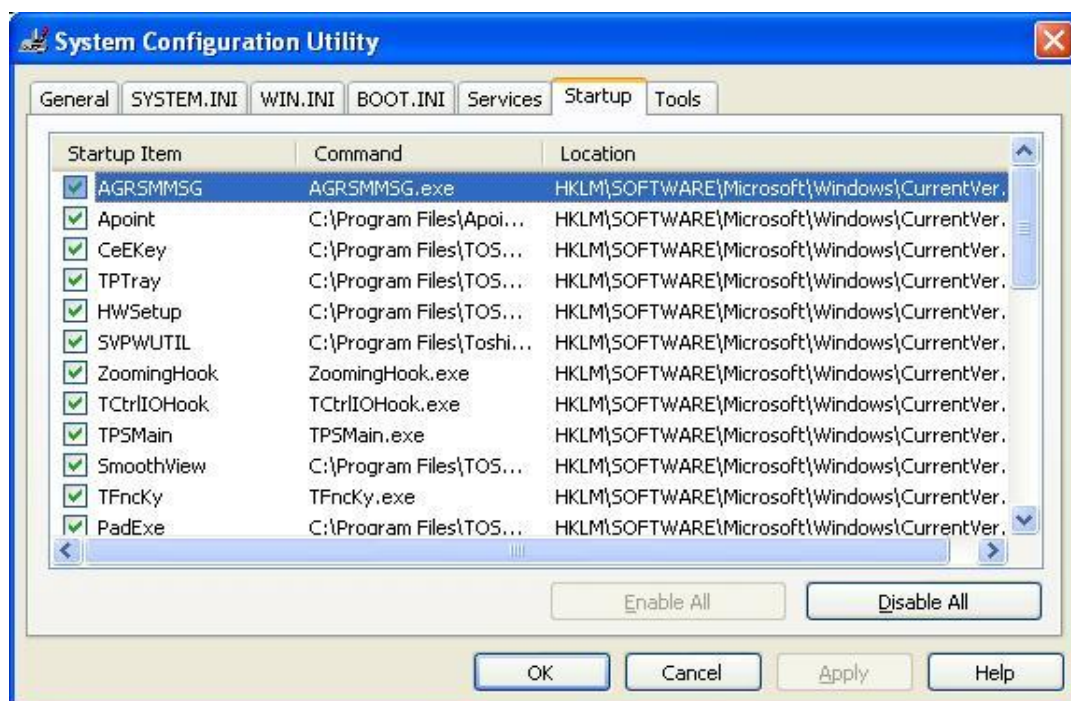 System Configuration Utility
General SYSTEM.INI WIN.INI BOOT.INI Services Startup Tools
Startup Item Command Location
AGRSMMSG AGRSMMSG.exe HKLM\SOFTWARE\Microsoft\Windows\CurrentVer.
Apoint C:\Program Files\Apoi... HKLM\SOFTWARE\Microsoft\Windows\CurrentVer.
CeEKey C:\Program Files\TOS... HKLM\SOFTWARE\Microsoft\Windows\CurrentVer.
TPTray C:\Program Files\TOS... HKLM\SOFTWARE\Microsoft\Windows\CurrentVer.
HWSetup C:\Program Files\TOS... HKLM\SOFTWARE\Microsoft\Windows\CurrentVer.
SVPWUTIL C:\Program Files\Toshi... HKLM\SOFTWARE\Microsoft\Windows\CurrentVer.
ZoomingHook ZoomingHook.exe HKLM\SOFTWARE\Microsoft\Windows\CurrentVer.
TCtrlIOHook TCtrlIOHook.exe HKLM\SOFTWARE\Microsoft\Windows\CurrentVer.
TPSMain TPSMain.exe HKLM\SOFTWARE\Microsoft\Windows\CurrentVer.
SmoothView C:\Program Files\TOS... HKLM\SOFTWARE\Microsoft\Windows\CurrentVer.
TFncKy TFncKy.exe HKLM\SOFTWARE\Microsoft\Windows\CurrentVer.
PadExe C:\Program Files\TOS... HKLM\SOFTWARE\Microsoft\Windows\CurrentVer.
Enable All Disable All
OK Cancel Apply Help